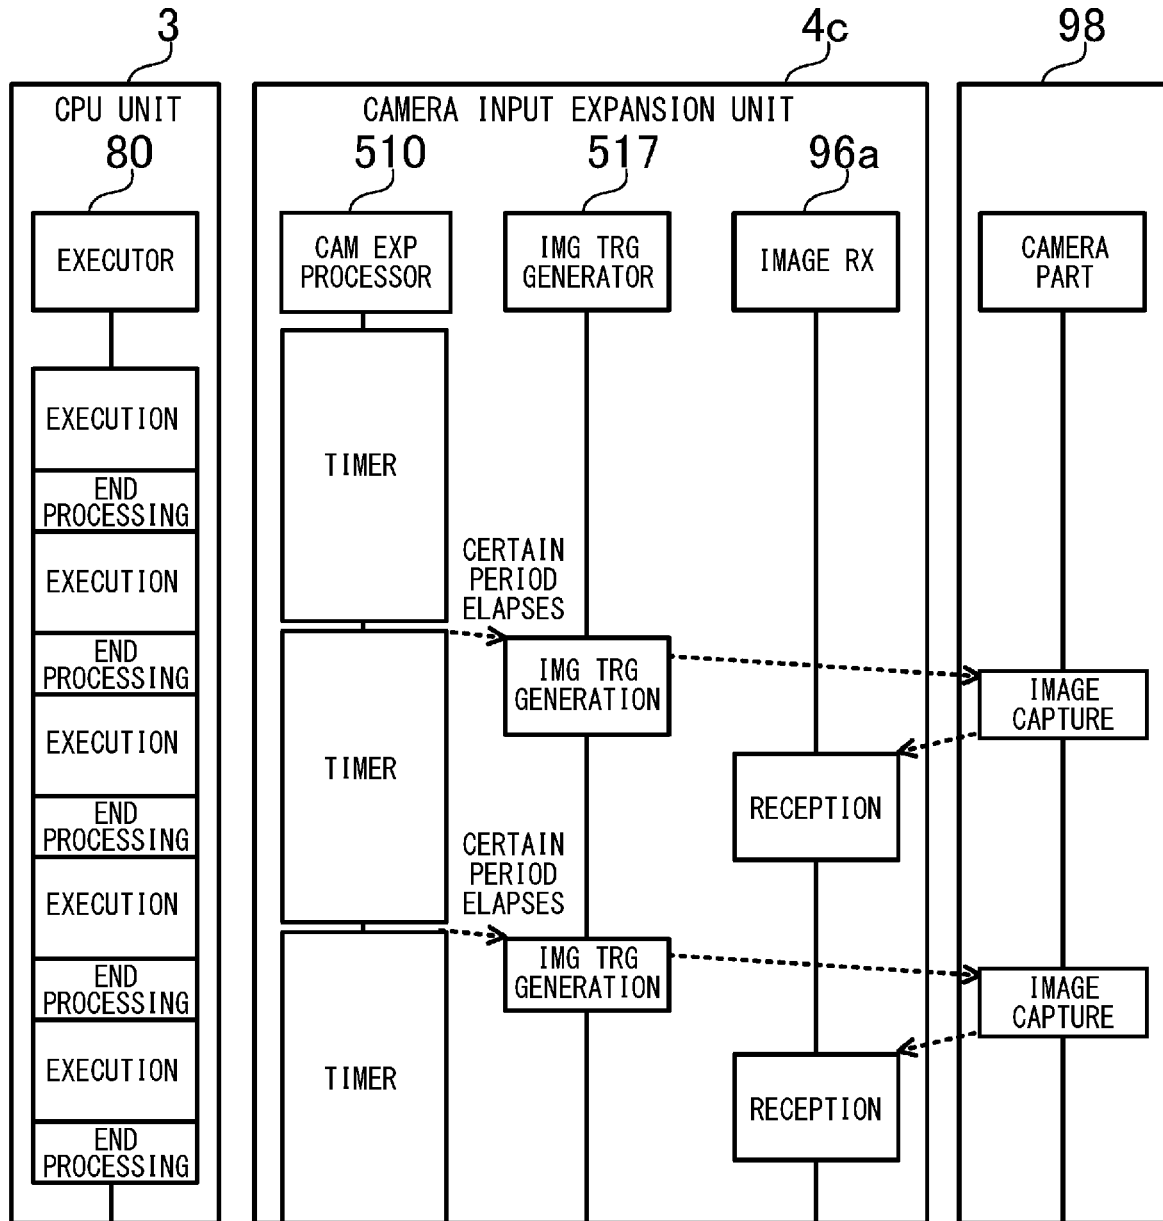 3
4c
98
CPU UNIT
CAMERA INPUT EXPANSION UNIT
80
510
517
96a
EXECUTOR
CAM EXP
PROCESSOR
IMG TRG
GENERATOR
IMAGE RX
CAMERA
PART
EXECUTION
END
PROCESSING
EXECUTION
END
PROCESSING
EXECUTION
END
PROCESSING
EXECUTION
END
PROCESSING
EXECUTION
END
PROCESSING
TIMER
TIMER
TIMER
CERTAIN
PERIOD
ELAPSES
IMG TRG
GENERATION
CERTAIN
PERIOD
ELAPSES
IMG TRG
GENERATION
RECEPTION
RECEPTION
IMAGE
CAPTURE
IMAGE
CAPTURE